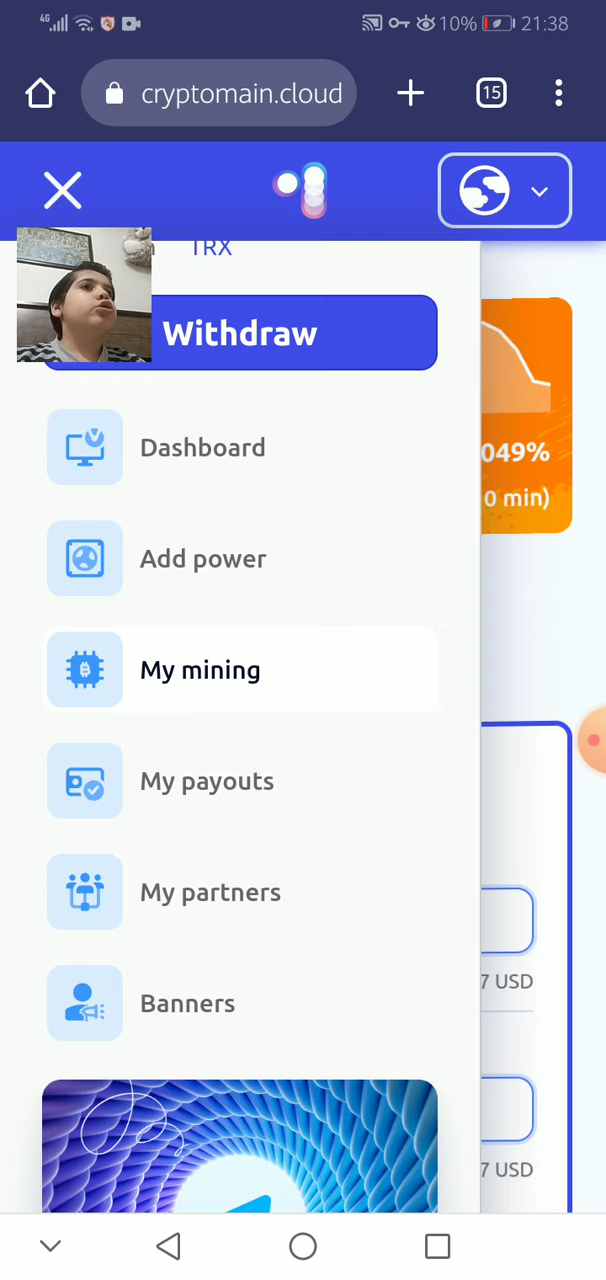 4G 10% 21:38
cryptomain.cloud 15
TRX
Withdraw
Dashboard
049%
0 min)
Add power
My mining
My payouts
My partners
7 USD
Banners
7 USD